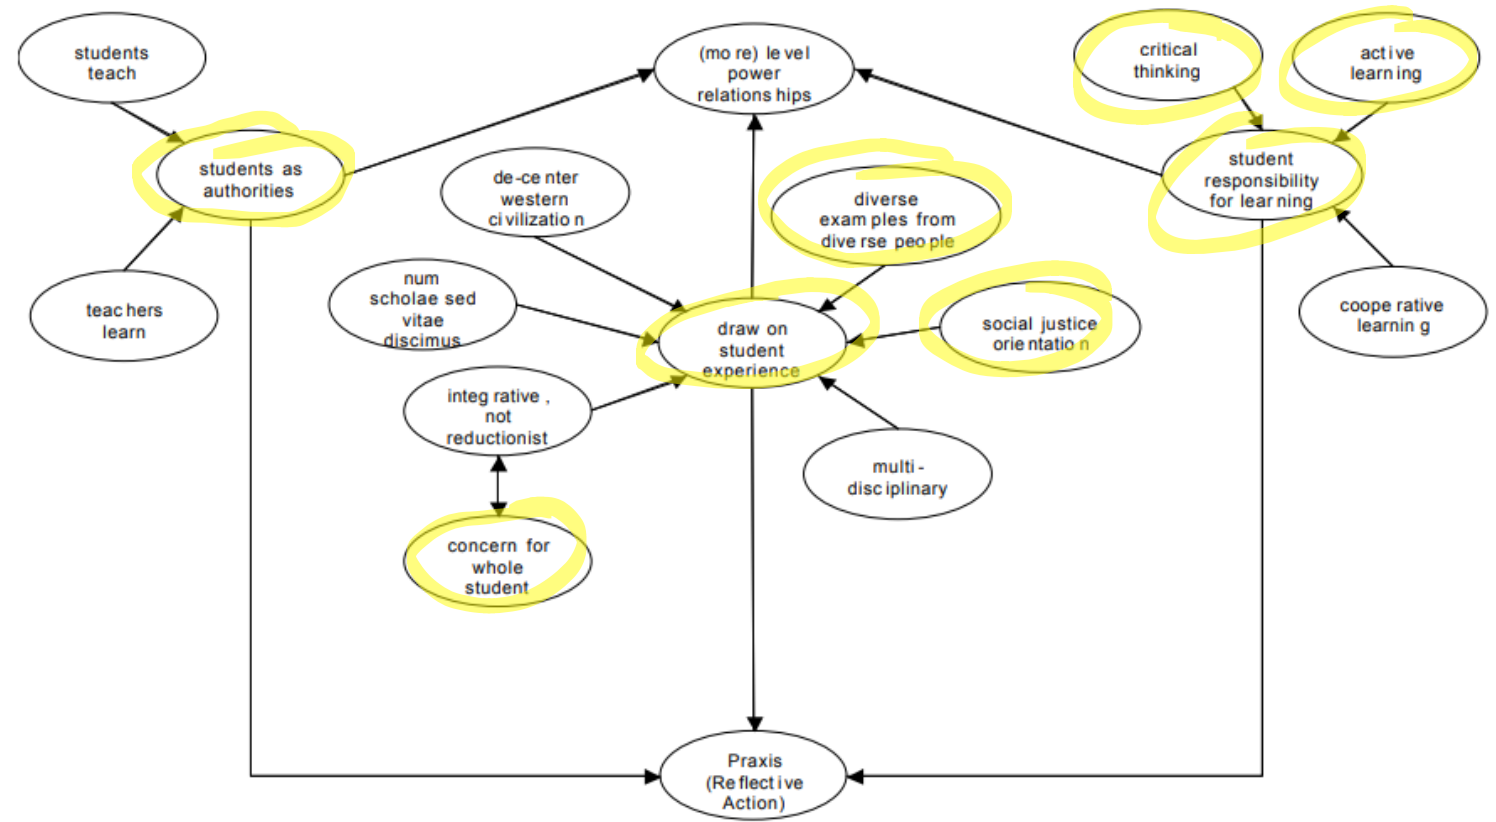 students
teach
(more) level
power
relationships
critical
thinking
active
learning
students as
authorities
de-center
western
civilization
diverse
examples from
diverse people
student
responsibility
for learning
teachers
learn
num
scholae sed
vitae
discimus
draw on
student
experience
social justice
orientation
cooperative
learning
integrative,
not
reductionist
multi-
disciplinary
concern for
whole
student
Praxis
(Reflective
Action)